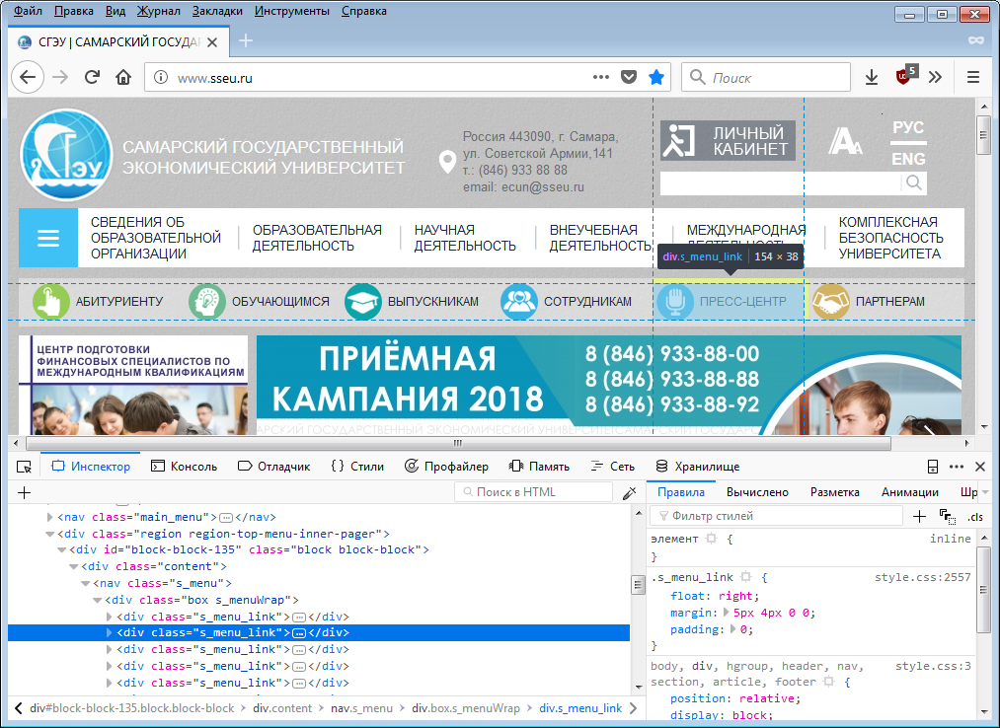 Файл Правка Вид Журнал Закладки Инструменты Справка
СГЭУ | САМАРСКИЙ ГОСУДАР
www.sseu.ru
Поиск
5
ЭУ
САМАРСКИЙ ГОСУДАРСТВЕННЫЙ
ЭКОНОМИЧЕСКИЙ УНИВЕРСИТЕТ
Россия 443090, г. Самара,
ул. Советской Армии,141
т.: (846) 933 88 88
email: ecun@sseu.ru
ЛИЧНЫЙ
КАБИНЕТ
AA
РУС
ENG
СВЕДЕНИЯ ОБ
ОБРАЗОВАТЕЛЬНОЙ
ОРГАНИЗАЦИИ
ОБРАЗОВАТЕЛЬНАЯ
ДЕЯТЕЛЬНОСТЬ
НАУЧНАЯ
ДЕЯТЕЛЬНОСТЬ
ВНЕУЧЕБНАЯ
ДЕЯТЕЛЬНОСТЬ
МЕЖДУНАРОДНАЯ
ДЕЯТЕЛЬНОСТЬ
КОМПЛЕКСНАЯ
БЕЗОПАСНОСТЬ
УНИВЕРСИТЕТА
div.s_menu_link | 154 × 38
АБИТУРИЕНТУ ОБУЧАЮЩИМСЯ ВЫПУСКНИКАМ СОТРУДНИКАМ ПРЕСС-ЦЕНТР ПАРТНЕРАМ
ЦЕНТР ПОДГОТОВКИ
ФИНАНСОВЫХ СПЕЦИАЛИСТОВ ПО
МЕЖДУНАРОДНЫМ КВАЛИФИКАЦИЯМ
ПРИЁМНАЯ
КАМПАНИЯ 2018
8 (846) 933-88-00
8 (846) 933-88-88
8 (846) 933-88-92
САМАРСКИЙ ГОСУДАРСТВЕННЫЙ ЭКОНОМИЧЕСКИЙ УНИВЕРСИТЕТ
Инспектор Консоль Отладчик {} Стили Профайлер Память Сеть Хранилище
Поиск в HTML
<nav class="main_menu">…</nav>
<div class="region region-top-menu-inner-pager">
<div id="block-block-135" class="block block-block">
<div class="content">
<nav class="s_menu">
<div class="box s_menuWrap">
<div class="s_menu_link">…</div>
<div class="s_menu_link">…</div>
<div class="s_menu_link">…</div>
<div class="s_menu_link">…</div>
<div class="s_menu_link">…</div>
div#block-block-135.block.block-block > div.content > nav.s_menu > div.box.s_menuWrap > div.s_menu_link
Правила Вычислено Разметка Анимации Шр
Фильтр стилей + .cls
элемент { inline
}
.s_menu_link { style.css:2557
float: right;
margin: 5px 4px 0 0;
padding: 0;
}
body, div, hgroup, header, nav, style.css:3
section, article, footer {
position: relative;
display: block;